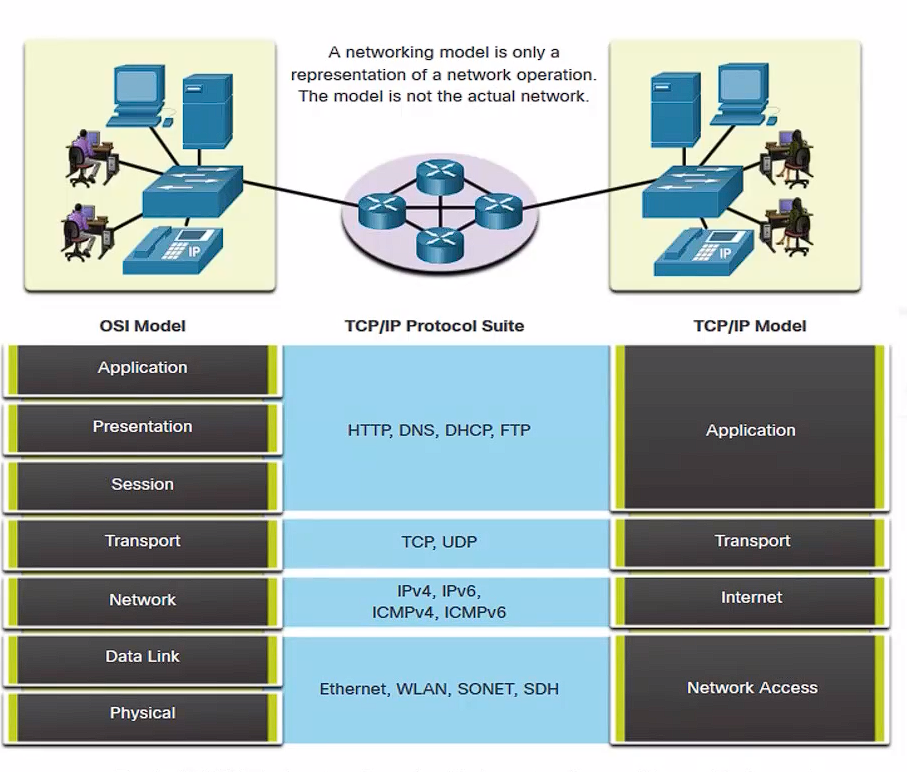 A networking model is only a
representation of a network operation.
The model is not the actual network.
IP
IP
OSI Model
TCP/IP Protocol Suite
TCP/IP Model
Application
Presentation
Session
HTTP, DNS, DHCP, FTP
Application
Transport
TCP, UDP
Transport
Network
IPv4, IPv6,
ICMPv4, ICMPv6
Internet
Data Link
Physical
Ethernet, WLAN, SONET, SDH
Network Access